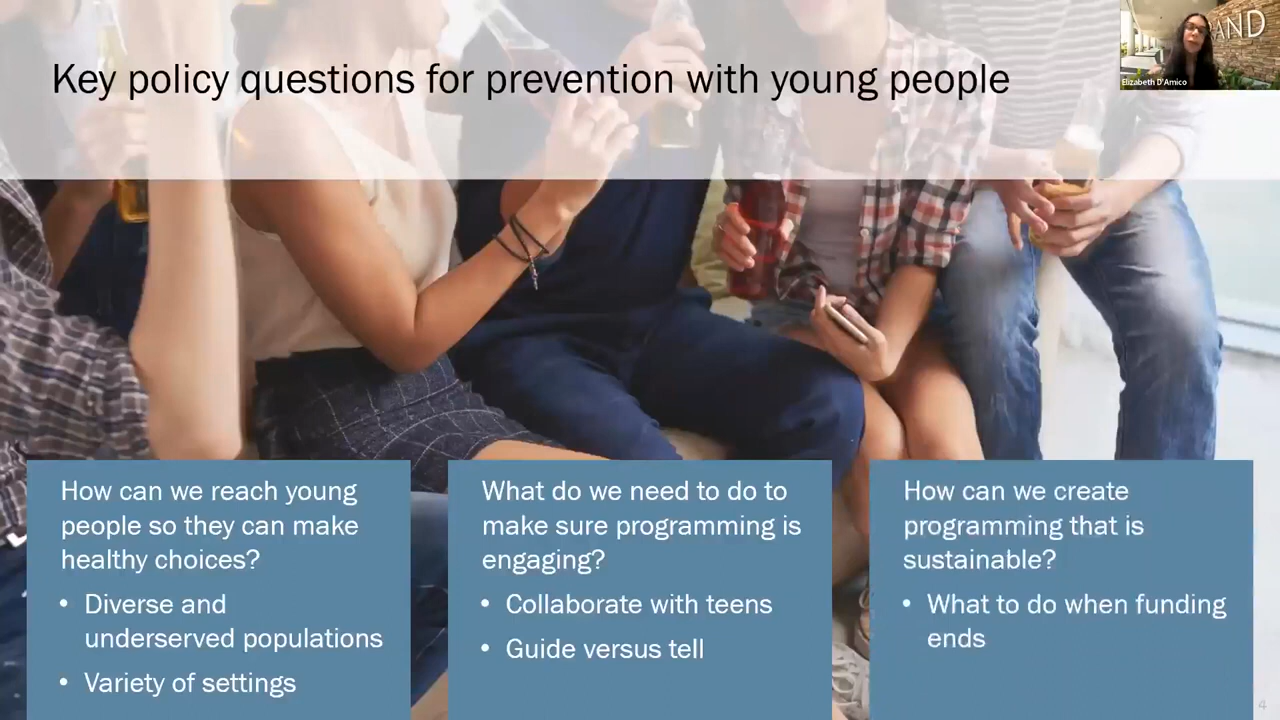 Key policy questions for prevention with young people
AND
Elizabeth D'Amico
How can we reach young
people so they can make
healthy choices?
• Diverse and
underserved populations
• Variety of settings
What do we need to do to
make sure programming is
engaging?
• Collaborate with teens
• Guide versus tell
How can we create
programming that is
sustainable?
• What to do when funding
ends
4